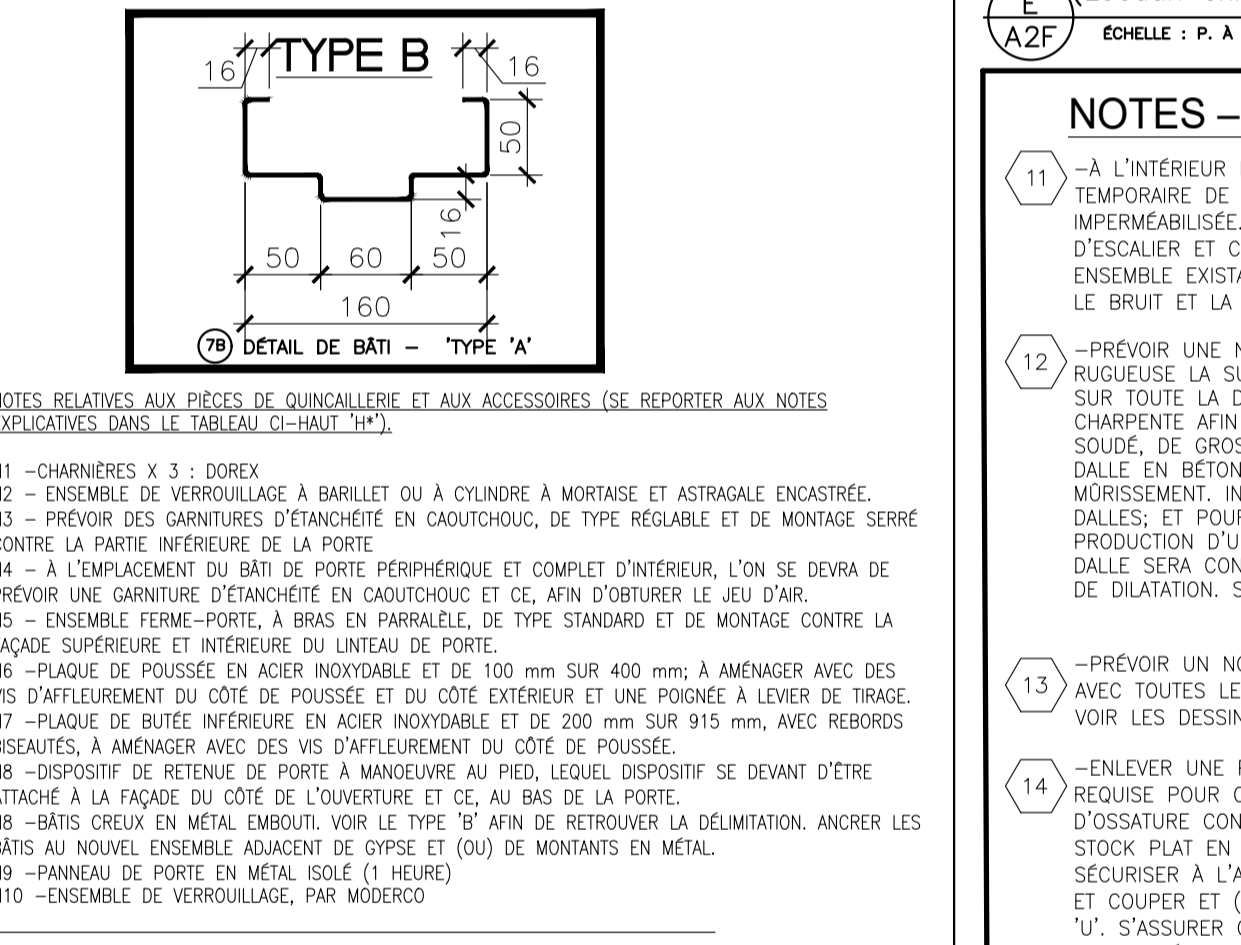 TYPE B
16
16
50
16
50
60
50
160
7B DÉTAIL DE BÂTI – 'TYPE 'A'
NOTES RELATIVES AUX PIÈCES DE QUINCAILLERIE ET AUX ACCESSOIRES (SE REPORTER AUX NOTES
EXPLICATIVES DANS LE TABLEAU CI–HAUT 'H*').
H1 –CHARNIÈRES X 3 : DOREX
H2 – ENSEMBLE DE VERROUILLAGE À BARILLET OU À CYLINDRE À MORTAISE ET ASTRAGALE ENCASTRÉE.
H3 – PRÉVOIR DES GARNITURES D'ÉTANCHÉITÉ EN CAOUTCHOUC, DE TYPE RÉGLABLE ET DE MONTAGE SERRÉ
CONTRE LA PARTIE INFÉRIEURE DE LA PORTE
H4 – À L'EMPLACEMENT DU BÂTI DE PORTE PÉRIPHÉRIQUE ET COMPLET D'INTÉRIEUR, L'ON SE DEVRA DE
PRÉVOIR UNE GARNITURE D'ÉTANCHÉITÉ EN CAOUTCHOUC ET CE, AFIN D'OBTURER LE JEU D'AIR.
H5 – ENSEMBLE FERME–PORTE, À BRAS EN PARRALÈLE, DE TYPE STANDARD ET DE MONTAGE CONTRE LA
FAÇADE SUPÉRIEURE ET INTÉRIEURE DU LINTEAU DE PORTE.
H6 –PLAQUE DE POUSSÉE EN ACIER INOXYDABLE ET DE 100 mm SUR 400 mm; À AMÉNAGER AVEC DES
VIS D'AFFLEUREMENT DU CÔTÉ DE POUSSÉE ET DU CÔTÉ EXTÉRIEUR ET UNE POIGNÉE À LEVIER DE TIRAGE.
H7 –PLAQUE DE BUTÉE INFÉRIEURE EN ACIER INOXYDABLE ET DE 200 mm SUR 915 mm, AVEC REBORDS
BISEAUTÉS, À AMÉNAGER AVEC DES VIS D'AFFLEUREMENT DU CÔTÉ DE POUSSÉE.
H8 –DISPOSITIF DE RETENUE DE PORTE À MANOEUVRE AU PIED, LEQUEL DISPOSITIF SE DEVANT D'ÊTRE
ATTACHÉ À LA FAÇADE DU CÔTÉ DE L'OUVERTURE ET CE, AU BAS DE LA PORTE.
H8 –BÂTIS CREUX EN MÉTAL EMBOUTI. VOIR LE TYPE 'B' AFIN DE RETROUVER LA DÉLIMITATION. ANCRER LES
BÂTIS AU NOUVEL ENSEMBLE ADJACENT DE GYPSE ET (OU) DE MONTANTS EN MÉTAL.
H9 –PANNEAU DE PORTE EN MÉTAL ISOLÉ (1 HEURE)
H10 –ENSEMBLE DE VERROUILLAGE, PAR MODERCO
E
A2F
ÉCHELLE : P. À
NOTES –
11 –À L'INTÉRIEUR
TEMPORAIRE DE
IMPERMÉABILISÉE.
D'ESCALIER ET
ENSEMBLE
LE BRUIT ET LA
12 –PRÉVOIR UNE
RUGUEUSE LA
SUR TOUTE LA
CHARPENTE AFIN
SOUDÉ, DE
DALLE EN BÉTON
MÛRISSEMENT.
DALLES; ET
PRODUCTION
DALLE SERA
DE DILATATION.
13 –PRÉVOIR UN
AVEC TOUTES
VOIR LES
14 –ENLEVER UNE
REQUISE POUR
D'OSSATURE
STOCK PLAT EN
SÉCURISER À
ET COUPER ET
'U'. S'ASSURER